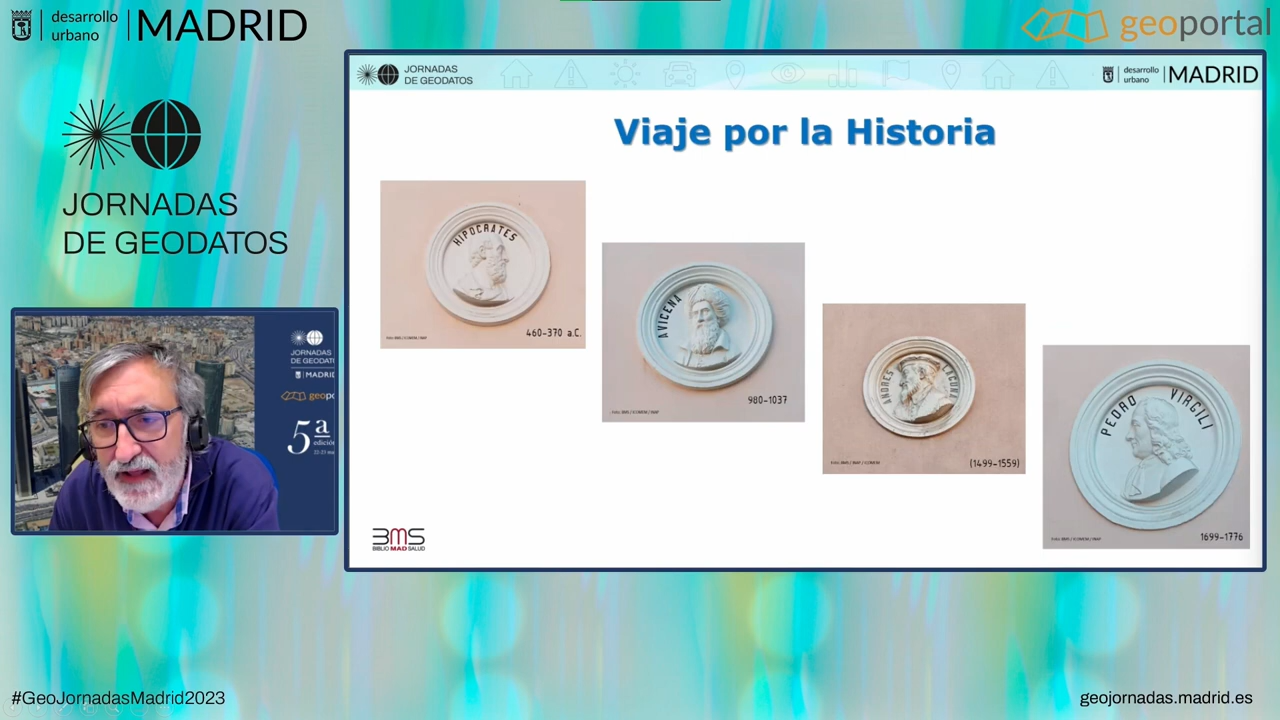 desarrollo
urbano
MADRID
geoportal
JORNADAS
DE GEODATOS
JORNADAS
DE GEODATOS
desarrollo
urbano
MADRID
Viaje por la Historia
HIPOCRATES
460-370 a.C.
AVICENA
980-1037
ANDRES LAGUNA
(1499-1559)
PEDRO VIRGILI
1699-1776
BMS
BIBLIO MAD SALUD
JORNADAS
DE GEODATO
MADRID
geopo
5ª
edición
#GeoJornadasMadrid2023
geojornadas.madrid.es